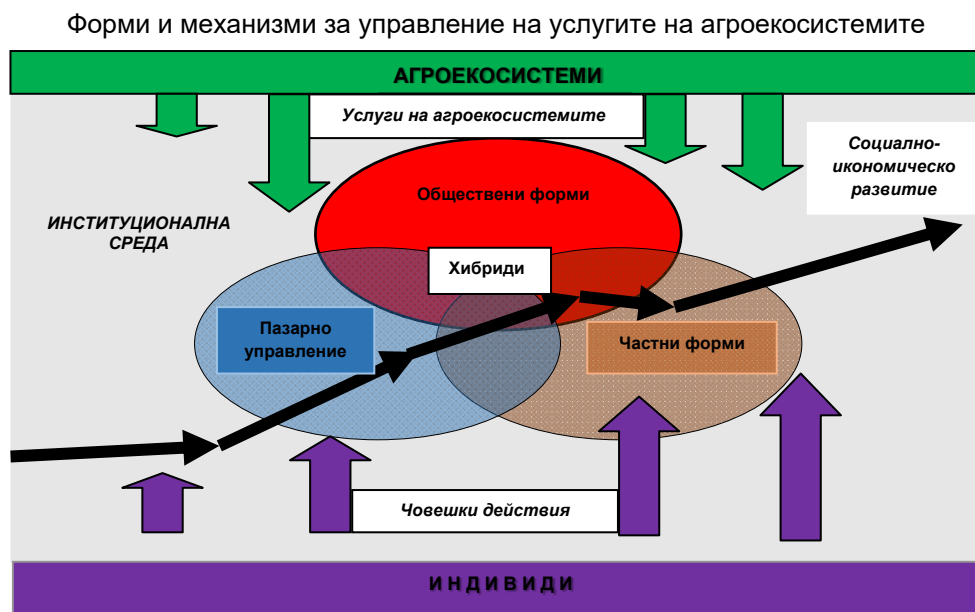 Форми и механизми за управление на услугите на агроекосистемите
АГРОЕКОСИСТЕМИ
Услуги на агроекосистемите
Социално-
икономическо
развитие
Обществени форми
ИНСТИТУЦИОНАЛНА
СРЕДА
Хибриди
Пазарно
управление
Частни форми
Човешки действия
И Н Д И В И Д И